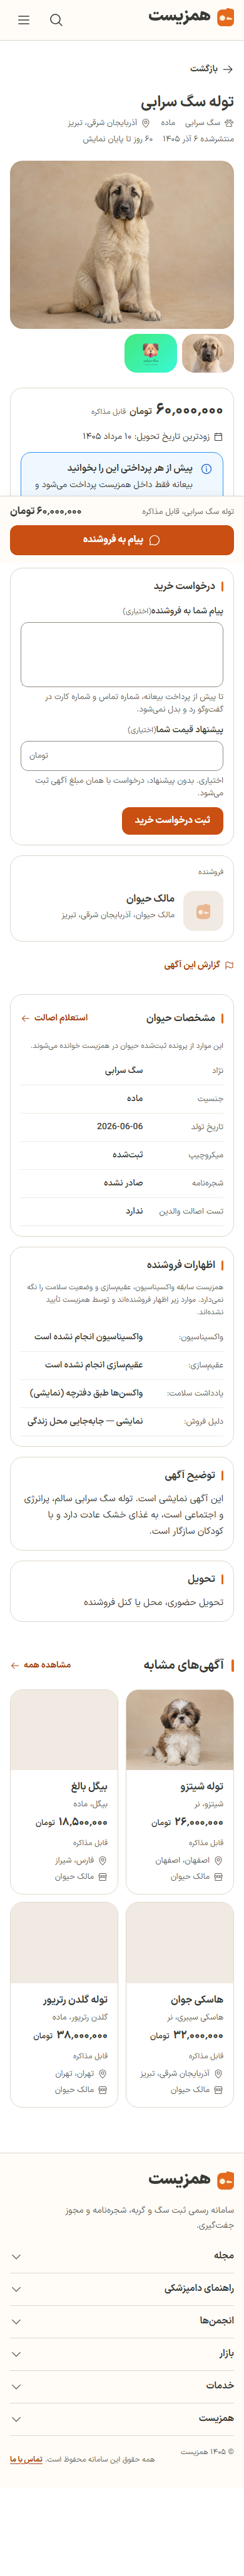 همزیست
بازگشت
توله سگ سرابی
سگ سرابی ماده آذربایجان شرقی، تبریز
منتشرشده ۶ آذر ۱۴۰۵ ۶۰ روز تا پایان نمایش
۶۰,۰۰۰,۰۰۰ تومان قابل مذاکره
زودترین تاریخ تحویل: ۱۰ مرداد ۱۴۰۵
پیش از هر پرداختی این را بخوانید
بیعانه فقط داخل همزیست پرداخت می‌شود و
توله سگ سرابی، قابل مذاکره ۶۰,۰۰۰,۰۰۰ تومان
پیام به فروشنده
درخواست خرید
پیام شما به فروشنده(اختیاری)
تا پیش از پرداخت بیعانه، شماره تماس و شماره کارت در
گفت‌وگو رد و بدل نمی‌شود.
پیشنهاد قیمت شما(اختیاری)
تومان
اختیاری. بدون پیشنهاد، درخواست با همان مبلغ آگهی ثبت
می‌شود.
ثبت درخواست خرید
فروشنده
مالک حیوان
مالک حیوان، آذربایجان شرقی، تبریز
گزارش این آگهی
مشخصات حیوان استعلام اصالت
این موارد از پرونده ثبت‌شده حیوان در همزیست خوانده می‌شوند.
نژاد سگ سرابی
جنسیت ماده
تاریخ تولد 2026-06-06
میکروچیپ ثبت‌شده
شجره‌نامه صادر نشده
تست اصالت والدین ندارد
اظهارات فروشنده
همزیست سابقه واکسیناسیون، عقیم‌سازی و وضعیت سلامت را نگه
نمی‌دارد. موارد زیر اظهار فروشنده‌اند و توسط همزیست تأیید
نشده‌اند.
واکسیناسیون: واکسیناسیون انجام نشده است
عقیم‌سازی: عقیم‌سازی انجام نشده است
یادداشت سلامت: واکسن‌ها طبق دفترچه (نمایشی)
دلیل فروش: نمایشی — جابه‌جایی محل زندگی
توضیح آگهی
این آگهی نمایشی است. توله سگ سرابی سالم، پرانرژی
و اجتماعی است، به غذای خشک عادت دارد و با
کودکان سازگار است.
تحویل
تحویل حضوری، محل یا کنل فروشنده
آگهی‌های مشابه مشاهده همه
توله شیتزو
شیتزو، نر
۲۶,۰۰۰,۰۰۰ تومان
قابل مذاکره
اصفهان، اصفهان
مالک حیوان
بیگل بالغ
بیگل، ماده
۱۸,۵۰۰,۰۰۰ تومان
قابل مذاکره
فارس، شیراز
مالک حیوان
هاسکی جوان
هاسکی سیبری، نر
۳۲,۰۰۰,۰۰۰ تومان
قابل مذاکره
آذربایجان شرقی، تبریز
مالک حیوان
توله گلدن رتریور
گلدن رتریور، ماده
۳۸,۰۰۰,۰۰۰ تومان
قابل مذاکره
تهران، تهران
مالک حیوان
همزیست
سامانه رسمی ثبت سگ و گربه، شجره‌نامه و مجوز
جفت‌گیری.
مجله
راهنمای دامپزشکی
انجمن‌ها
بازار
خدمات
همزیست
© ۱۴۰۵ همزیست
همه حقوق این سامانه محفوظ است. تماس با ما